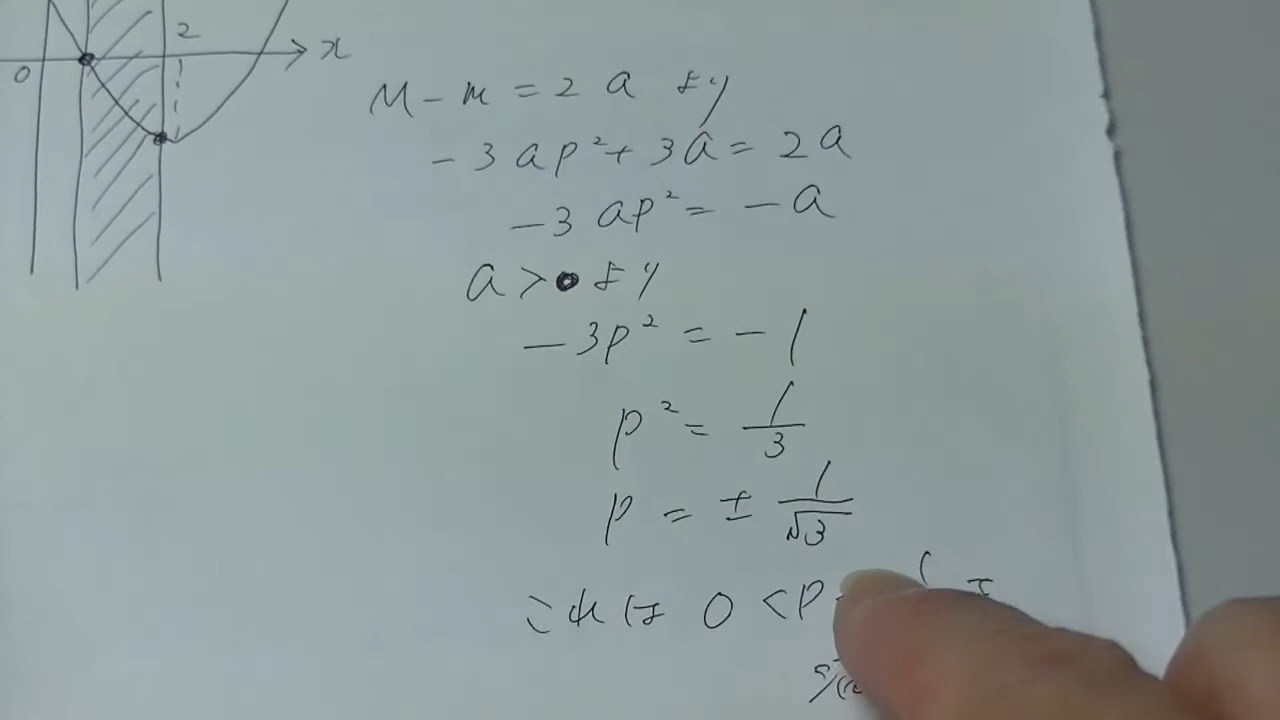 2
0 x
M - m = 2a より
-3ap²+3a = 2a
-3ap² = -a
a > 0 より
-3p² = -1
p² = 1/3
p = ± 1/√3
これは 0 < P